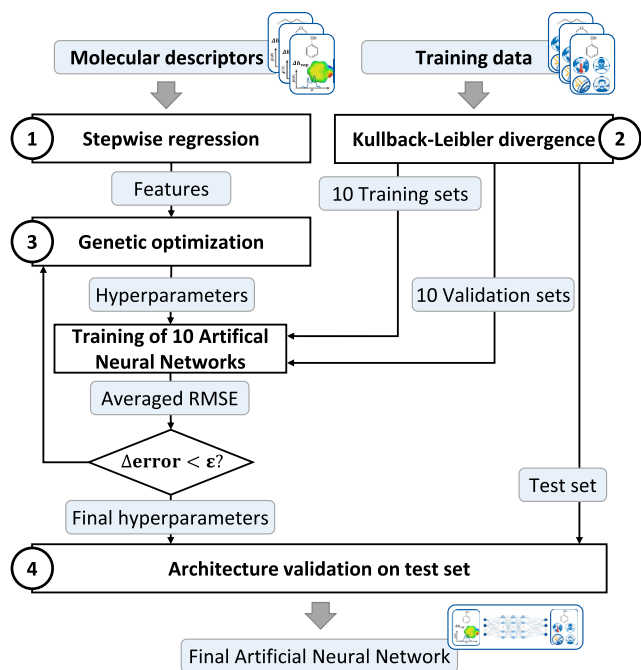 Molecular descriptors
Training data
1
Stepwise regression
Kullback-Leibler divergence
2
Features
10 Training sets
3
Genetic optimization
Hyperparameters
10 Validation sets
Training of 10 Artifical
Neural Networks
Averaged RMSE
Δerror < ε?
Test set
Final hyperparameters
4
Architecture validation on test set
Final Artificial Neural Network